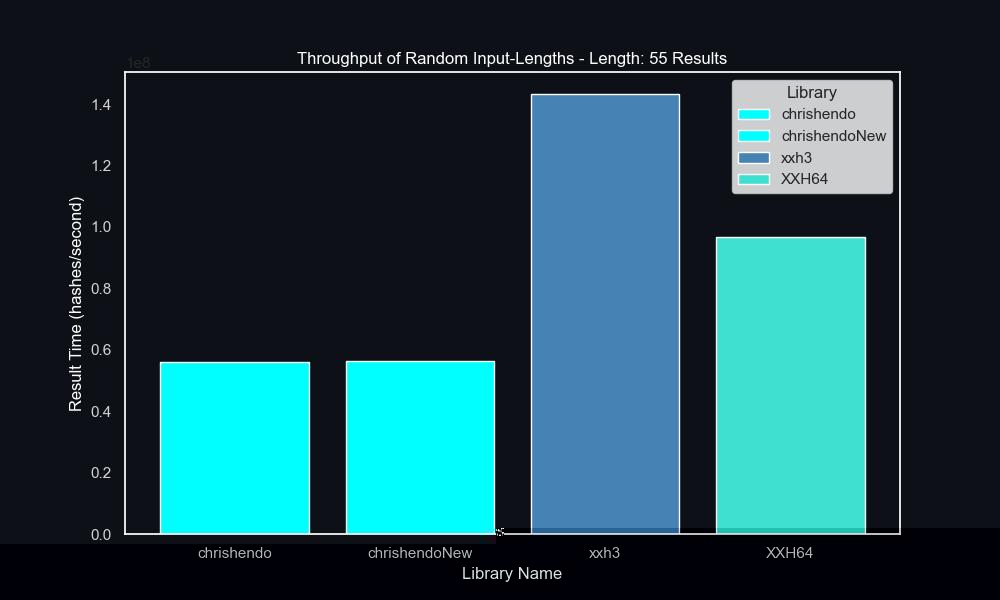 Throughput of Random Input-Lengths - Length: 55 Results
1e8
1.4
1.2
1.0
0.8
0.6
0.4
0.2
0.0
Result Time (hashes/second)
Library
chrishendo
chrishendoNew
xxh3
XXH64
chrishendo
chrishendoNew
xxh3
XXH64
Library Name